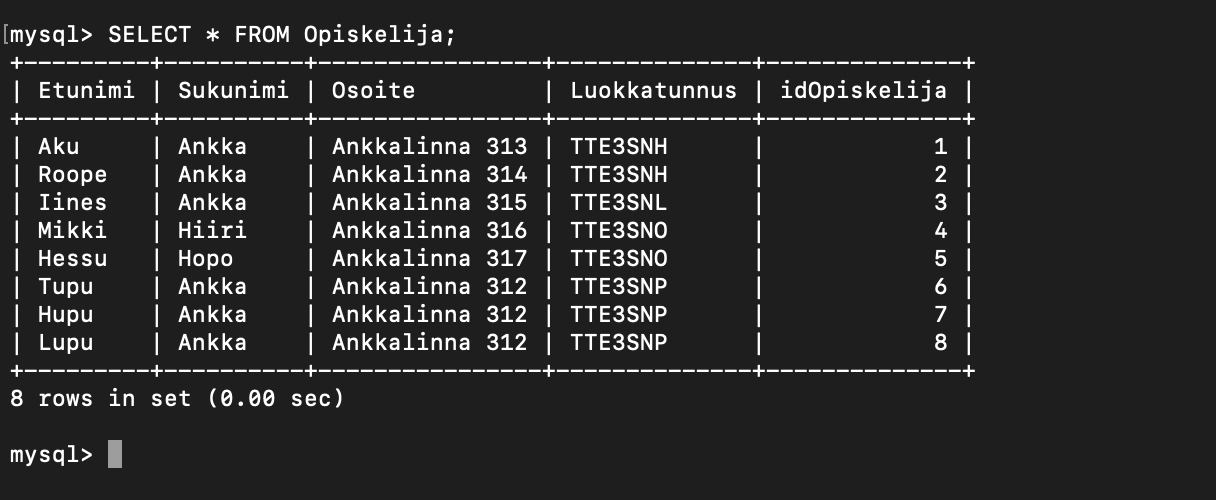 [mysql> SELECT * FROM Opiskelija;
+---------+----------+----------------+--------------+--------------+
| Etunimi | Sukunimi | Osoite         | Luokkatunnus | idOpiskelija |
+---------+----------+----------------+--------------+--------------+
| Aku     | Ankka    | Ankkalinna 313 | TTE3SNH      |            1 |
| Roope   | Ankka    | Ankkalinna 314 | TTE3SNH      |            2 |
| Iines   | Ankka    | Ankkalinna 315 | TTE3SNL      |            3 |
| Mikki   | Hiiri    | Ankkalinna 316 | TTE3SNO      |            4 |
| Hessu   | Hopo     | Ankkalinna 317 | TTE3SNO      |            5 |
| Tupu    | Ankka    | Ankkalinna 312 | TTE3SNP      |            6 |
| Hupu    | Ankka    | Ankkalinna 312 | TTE3SNP      |            7 |
| Lupu    | Ankka    | Ankkalinna 312 | TTE3SNP      |            8 |
+---------+----------+----------------+--------------+--------------+
8 rows in set (0.00 sec)
mysql>